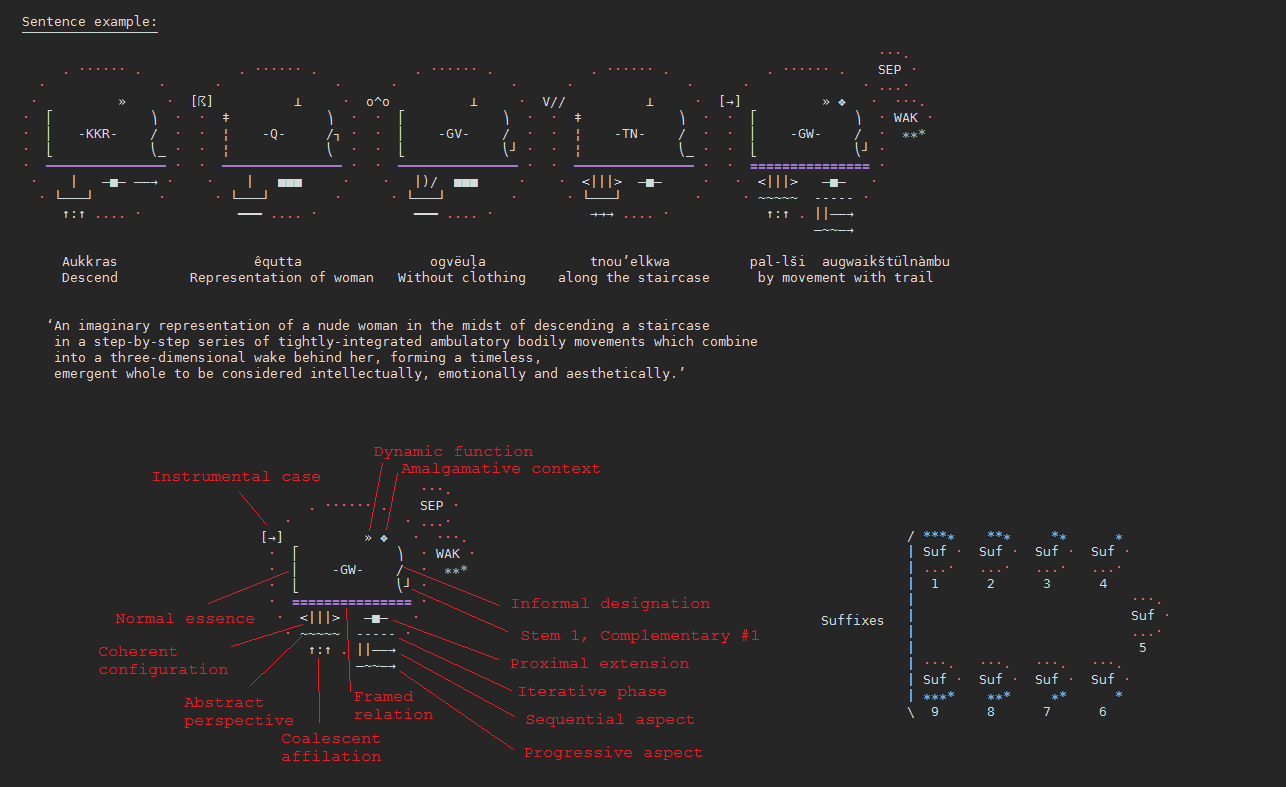 Sentence example:
SEP
» [ꭆ] ⊥ o^o ⊥ V// ⊥ [→] » ❖
WAK
-KKR- -Q- -GV- -TN- -GW-
Aukkras êqutta ogvëuļa tnou’elkwa pal-lši augwaikštülnàmbu
Descend Representation of woman Without clothing along the staircase by movement with trail
‘An imaginary representation of a nude woman in the midst of descending a staircase
in a step-by-step series of tightly-integrated ambulatory bodily movements which combine
into a three-dimensional wake behind her, forming a timeless,
emergent whole to be considered intellectually, emotionally and aesthetically.’
Dynamic function
Amalgamative context
Instrumental case
SEP
[→] » ❖
WAK
-GW-
Normal essence
Coherent
configuration
Abstract
perspective
Coalescent
affilation
Framed
relation
Informal designation
Stem 1, Complementary #1
Proximal extension
Iterative phase
Sequential aspect
Progressive aspect
Suffixes
Suf Suf Suf Suf
1 2 3 4
Suf
5
Suf Suf Suf Suf
9 8 7 6